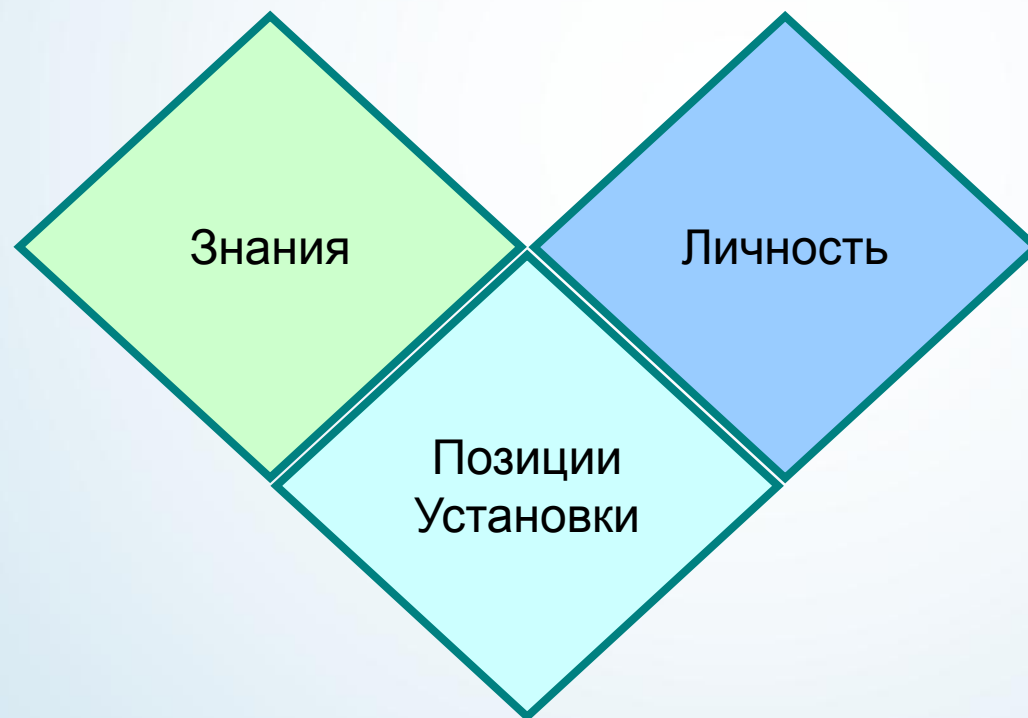 Знания
Личность
Позиции
Установки